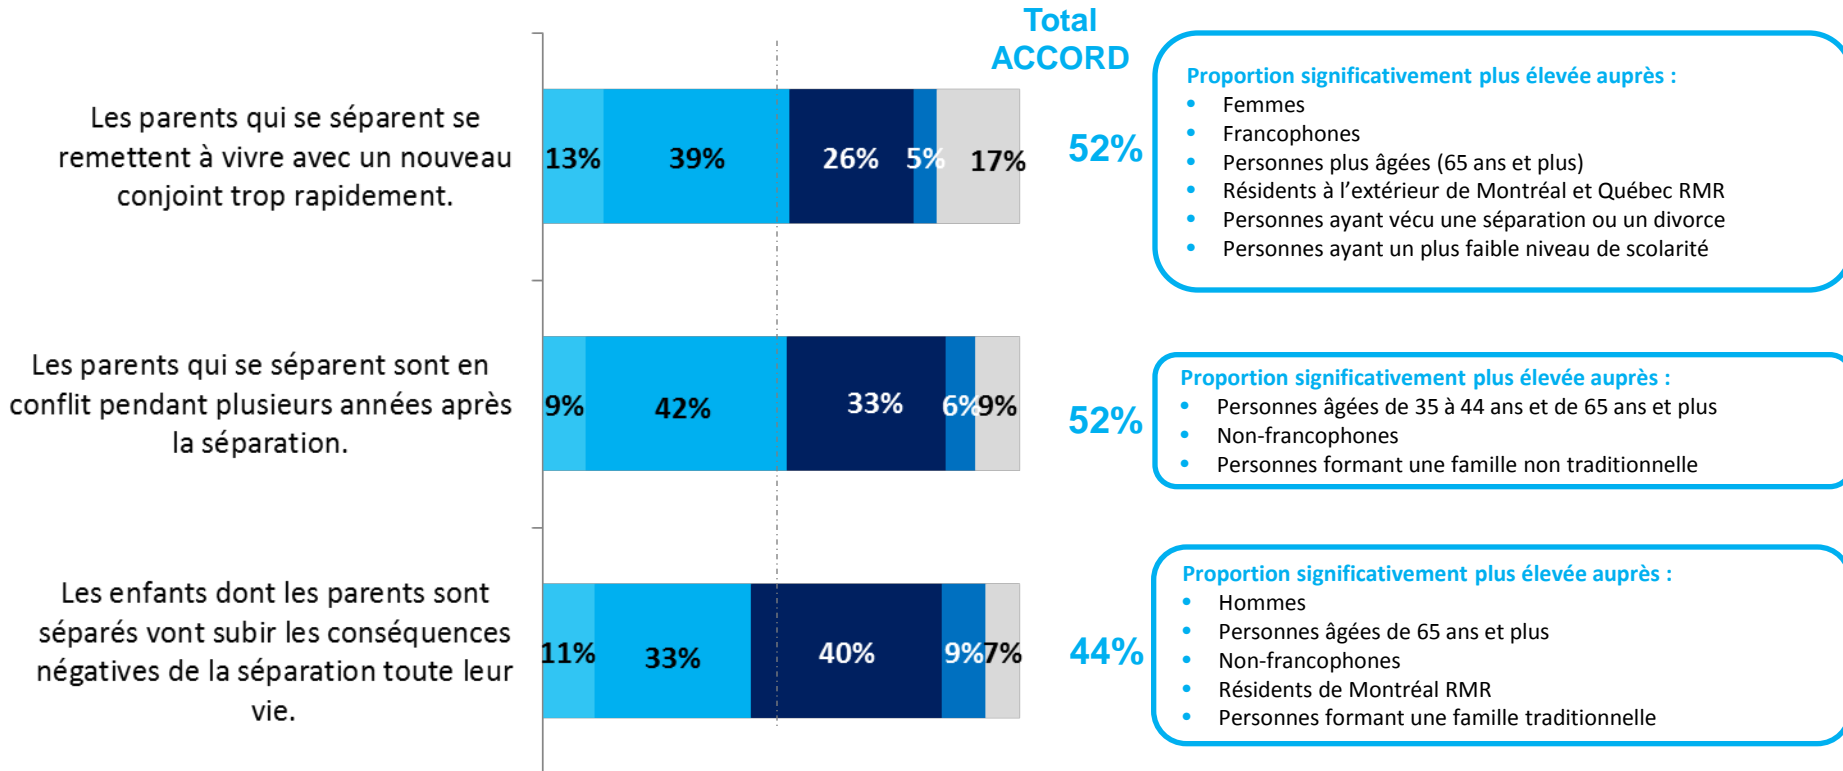 Total
ACCORD
Les parents qui se séparent se
remettent à vivre avec un nouveau
conjoint trop rapidement.
13% 39% 26% 5% 17%
52%
Proportion significativement plus élevée auprès :
• Femmes
• Francophones
• Personnes plus âgées (65 ans et plus)
• Résidents à l’extérieur de Montréal et Québec RMR
• Personnes ayant vécu une séparation ou un divorce
• Personnes ayant un plus faible niveau de scolarité
Les parents qui se séparent sont en
conflit pendant plusieurs années après
la séparation.
9% 42% 33% 6% 9%
52%
Proportion significativement plus élevée auprès :
• Personnes âgées de 35 à 44 ans et de 65 ans et plus
• Non-francophones
• Personnes formant une famille non traditionnelle
Les enfants dont les parents sont
séparés vont subir les conséquences
négatives de la séparation toute leur
vie.
11% 33% 40% 9% 7%
44%
Proportion significativement plus élevée auprès :
• Hommes
• Personnes âgées de 65 ans et plus
• Non-francophones
• Résidents de Montréal RMR
• Personnes formant une famille traditionnelle